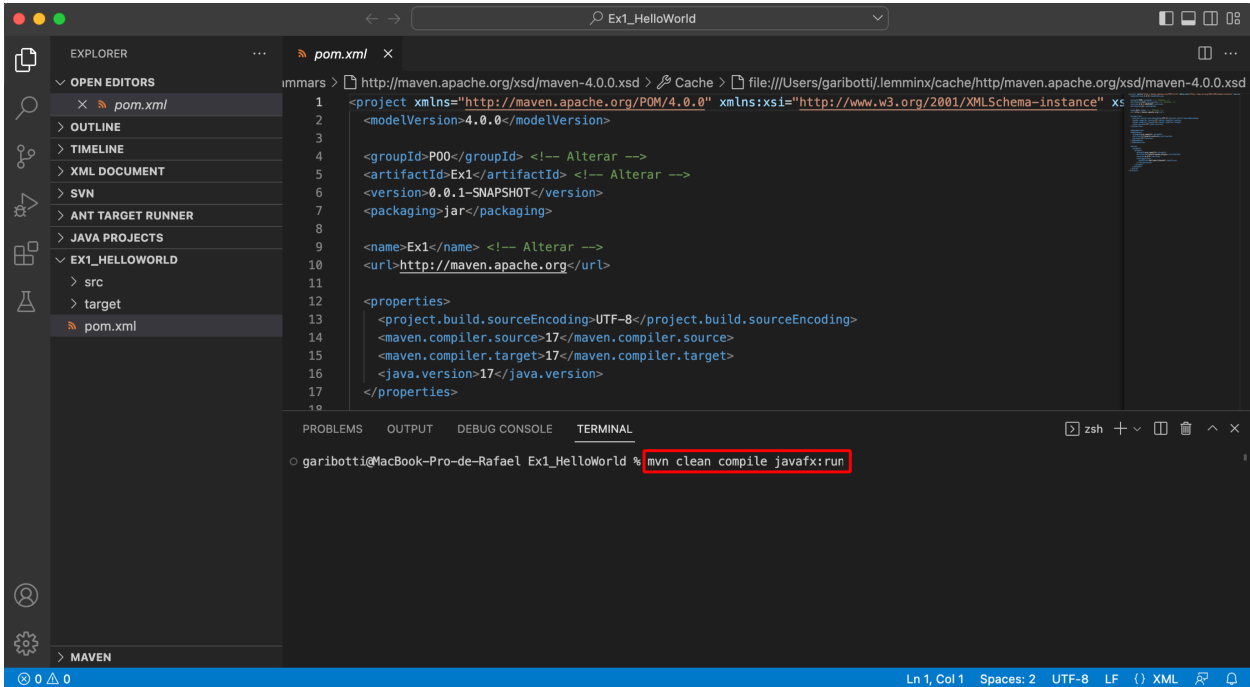 Ex1_HelloWorld
EXPLORER
OPEN EDITORS
pom.xml
OUTLINE
TIMELINE
XML DOCUMENT
SVN
ANT TARGET RUNNER
JAVA PROJECTS
EX1_HELLOWORLD
src
target
pom.xml
MAVEN
pom.xml
ammars > http://maven.apache.org/xsd/maven-4.0.0.xsd > Cache > file:///Users/garibotti/.lemminx/cache/http/maven.apache.org/xsd/maven-4.0.0.xsd
1 <project xmlns="http://maven.apache.org/POM/4.0.0" xmlns:xsi="http://www.w3.org/2001/XMLSchema-instance" xs
2 <modelVersion>4.0.0</modelVersion>
3
4 <groupId>POO</groupId> <!-- Alterar -->
5 <artifactId>Ex1</artifactId> <!-- Alterar -->
6 <version>0.0.1-SNAPSHOT</version>
7 <packaging>jar</packaging>
8
9 <name>Ex1</name> <!-- Alterar -->
10 <url>http://maven.apache.org</url>
11
12 <properties>
13 <project.build.sourceEncoding>UTF-8</project.build.sourceEncoding>
14 <maven.compiler.source>17</maven.compiler.source>
15 <maven.compiler.target>17</maven.compiler.target>
16 <java.version>17</java.version>
17 </properties>
18
PROBLEMS OUTPUT DEBUG CONSOLE TERMINAL zsh
garibotti@MacBook-Pro-de-Rafael Ex1_HelloWorld % mvn clean compile javafx:run
0 0 Ln 1, Col 1 Spaces: 2 UTF-8 LF {} XML